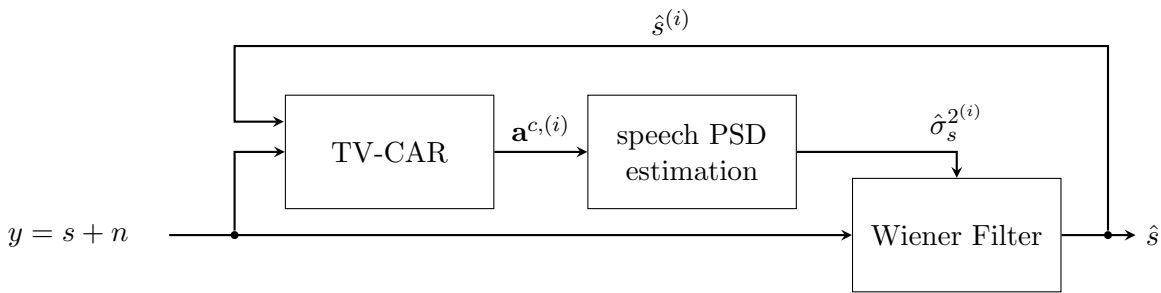 ŝ⁽ⁱ⁾
TV-CAR
𝐚^{c,(i)}
speech PSD
estimation
σ̂_s^{2^{(i)}}
y = s + n
Wiener Filter
ŝ